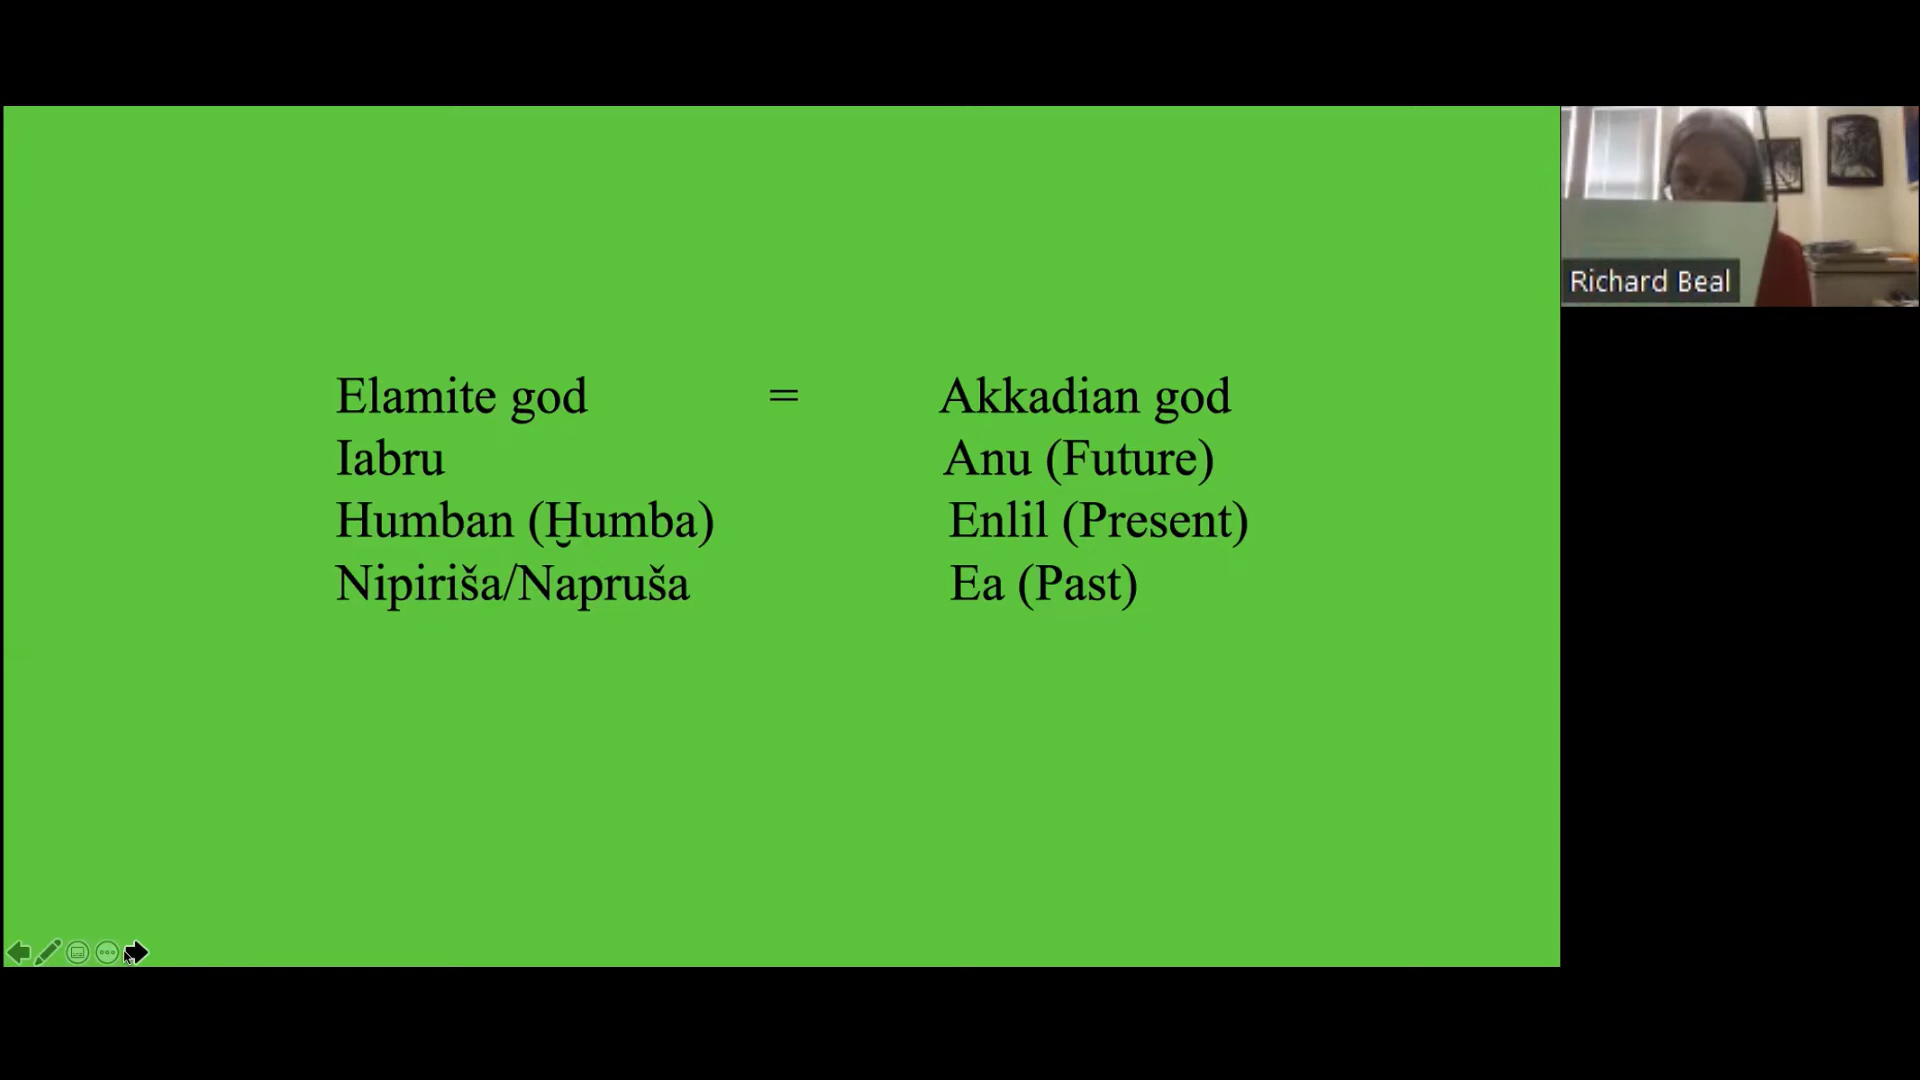 Elamite god = Akkadian god
Iabru Anu (Future)
Humban (Ḫumba) Enlil (Present)
Nipiriša/Napruša Ea (Past)
Richard Beal